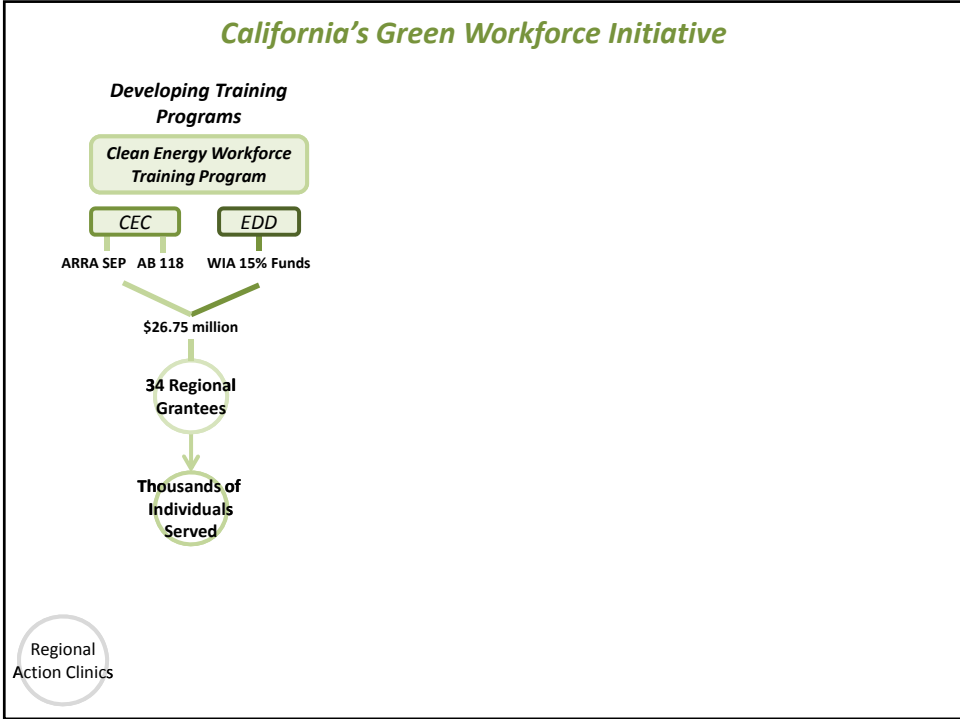 California's Green Workforce Initiative
Developing Training
Programs
Clean Energy Workforce
Training Program
CEC EDD
ARRA SEP AB 118 WIA 15% Funds
$26.75 million
34 Regional
Grantees
Thousands of
Individuals
Served
Regional
Action Clinics